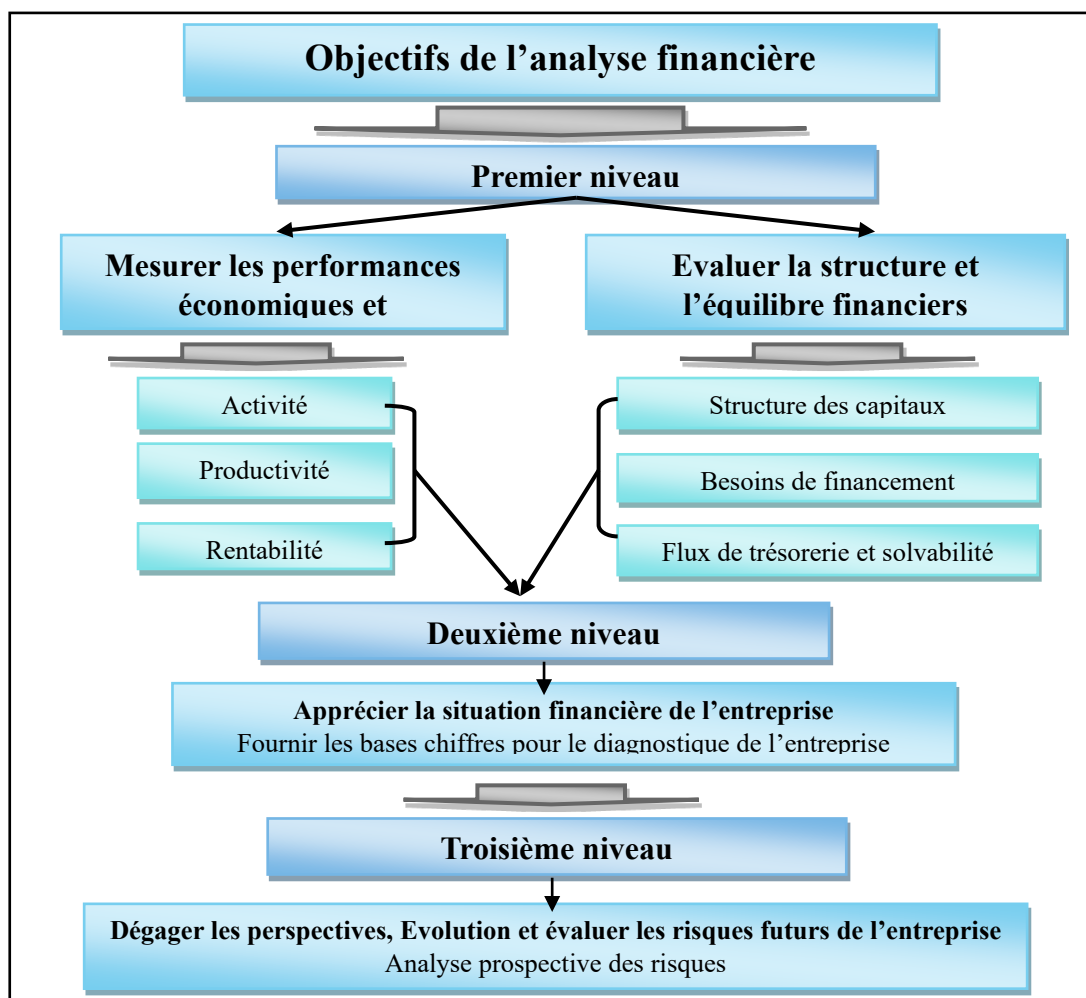 Objectifs de l’analyse financière
Premier niveau
Mesurer les performances
économiques et
Evaluer la structure et
l’équilibre financiers
Activité
Productivité
Rentabilité
Structure des capitaux
Besoins de financement
Flux de trésorerie et solvabilité
Deuxième niveau
Apprécier la situation financière de l’entreprise
Fournir les bases chiffres pour le diagnostique de l’entreprise
Troisième niveau
Dégager les perspectives, Evolution et évaluer les risques futurs de l’entreprise
Analyse prospective des risques